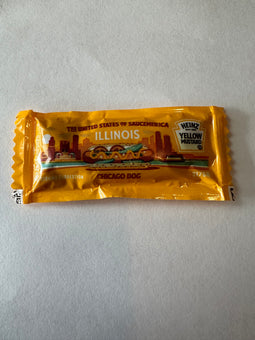 THE UNITED STATES OF SAUCEMERICA
ILLINOIS
HEINZ
YELLOW
MUSTARD
CHICAGO DOG